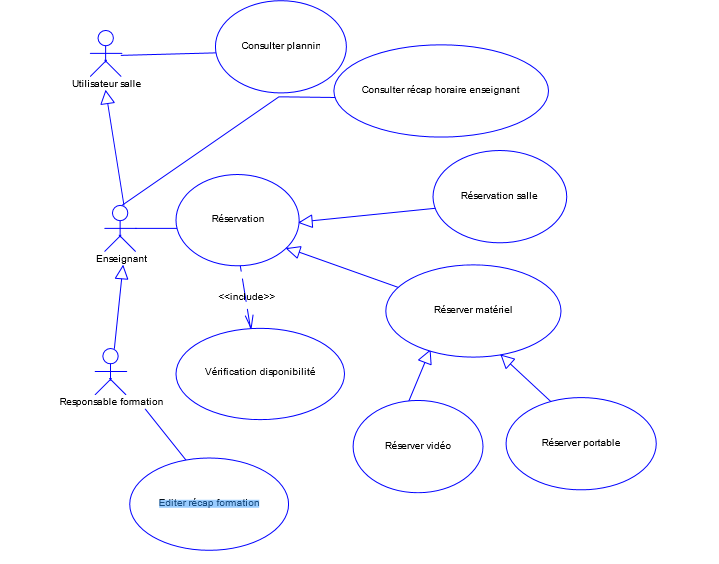 Consulter plannin
Utilisateur salle
Consulter récap horaire enseignant
Réservation salle
Réservation
Enseignant
<<include>>
Réserver matériel
Vérification disponibilité
Responsable formation
Réserver vidéo
Réserver portable
Editer récap formation